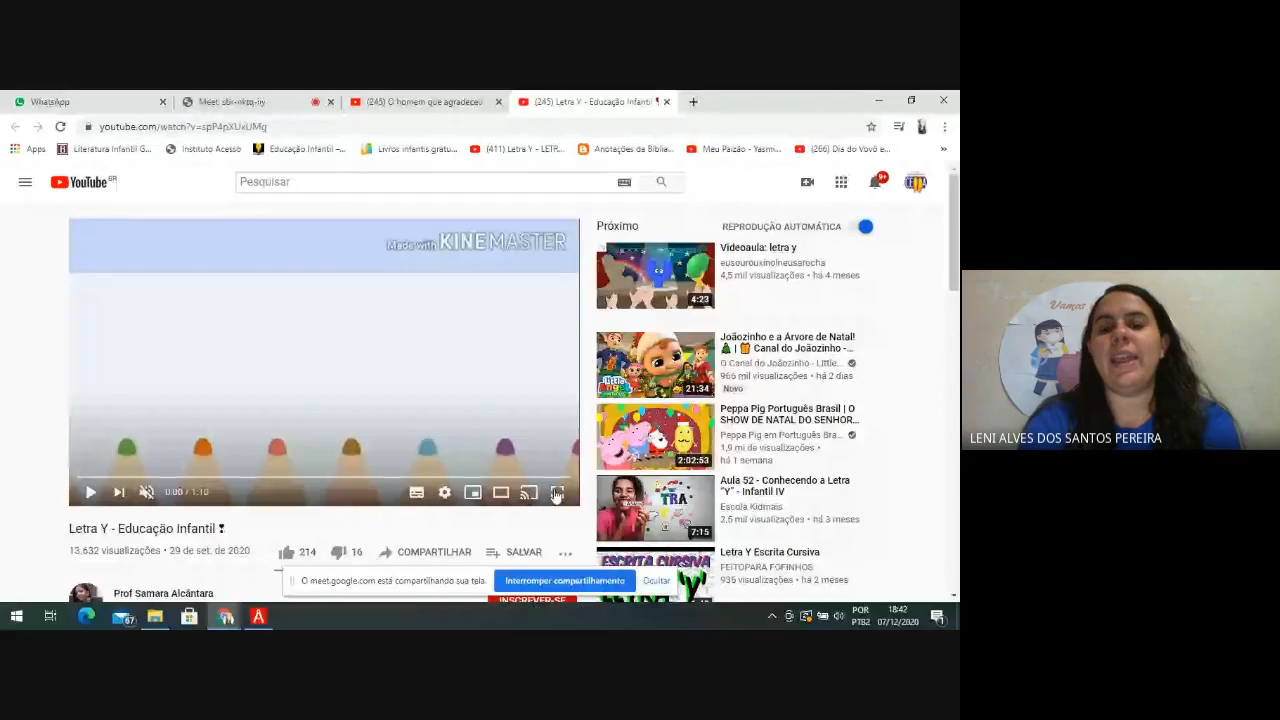 WhatsApp
Meet: sbi-nktq-iiy
(245) O homem que agradeceu
(245) Letra Y - Educação Infantil
youtube.com/watch?v=spP4pXUxUMg
Apps
Literatura Infantil G...
Instituto Acesso
Educação Infantil –...
Livros infantis gratu...
(411) Letra Y - LETR...
Anotações da Bíblia...
Meu Paizão - Yasm...
(266) Dia do Vovô e...
YouTube BR
Pesquisar
9+
Made with KINEMASTER
0:00 / 1:10
Letra Y - Educação Infantil
13.632 visualizações • 29 de set. de 2020
214
16
COMPARTILHAR
SALVAR
Prof Samara Alcântara
INSCREVER-SE
O meet.google.com está compartilhando sua tela.
Interromper compartilhamento
Ocultar
Próximo
REPRODUÇÃO AUTOMÁTICA
4:23
Videoaula: letra y
4,5 mil visualizações • há 4 meses
21:34
Joãozinho e a Árvore de Natal!
| Canal do Joãozinho -...
O Canal do Joãozinho - Little...
966 mil visualizações • há 2 dias
Novo
2:02:53
Peppa Pig Português Brasil | O
SHOW DE NATAL DO SENHOR...
Peppa Pig em Português Bra...
1,9 mi de visualizações •
há 1 semana
7:15
Aula 52 - Conhecendo a Letra
"Y" - Infantil IV
Escola Kidmais
2,5 mil visualizações • há 3 meses
ESCRITA CURSIVA
Letra Y Escrita Cursiva
FEITOPARA FOFINHOS
935 visualizações • há 2 meses
67
POR
PTB2
18:42
07/12/2020
1
Vamos
LENI ALVES DOS SANTOS PEREIRA